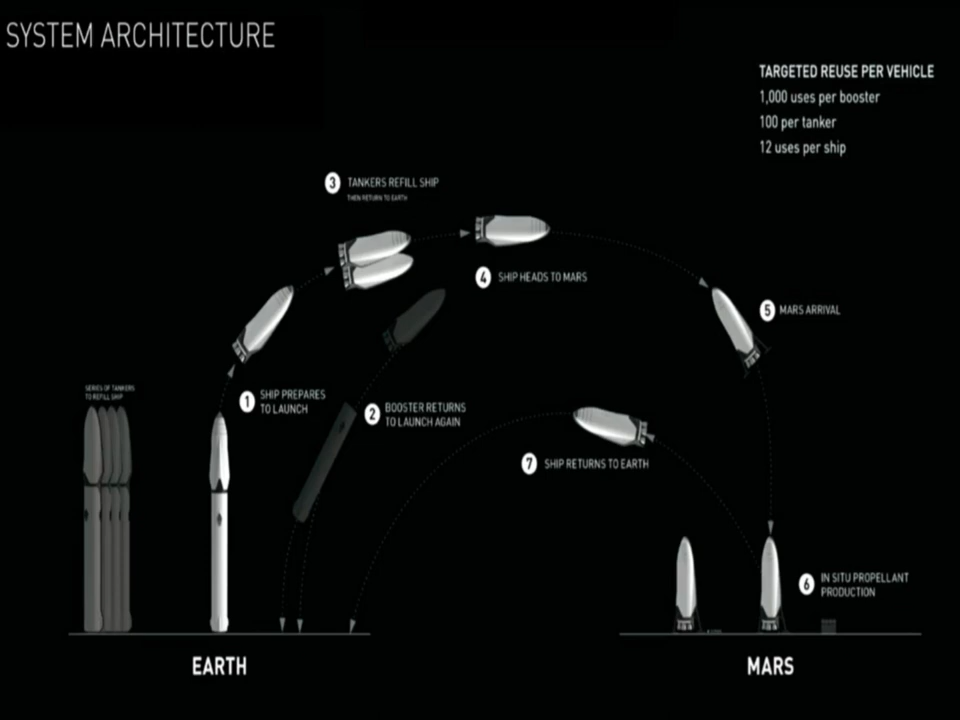 SYSTEM ARCHITECTURE
TARGETED REUSE PER VEHICLE
1,000 uses per booster
100 per tanker
12 uses per ship
3 TANKERS REFILL SHIP
THEN RETURN TO EARTH
4 SHIP HEADS TO MARS
5 MARS ARRIVAL
SERIES OF TANKERS
TO REFILL SHIP
1 SHIP PREPARES
TO LAUNCH
2 BOOSTER RETURNS
TO LAUNCH AGAIN
7 SHIP RETURNS TO EARTH
6 IN SITU PROPELLANT
PRODUCTION
EARTH
MARS